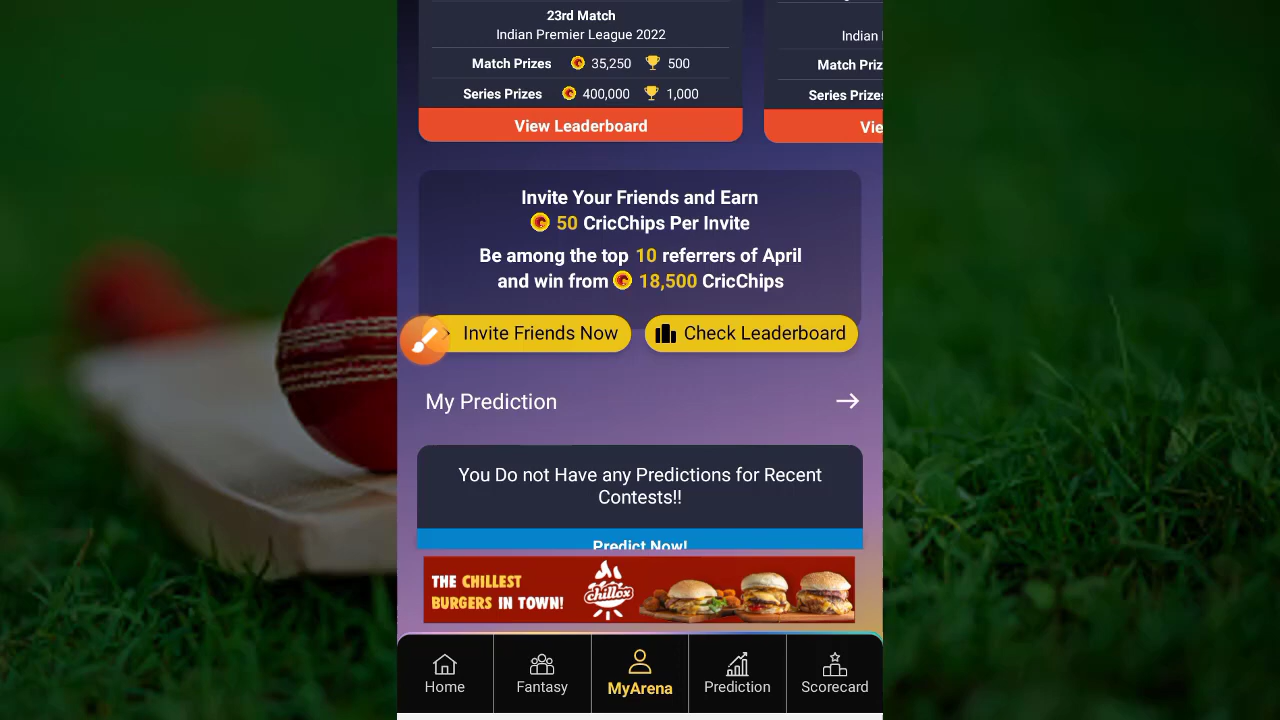 23rd Match
Indian Premier League 2022
Match Prizes 35,250 500
Series Prizes 400,000 1,000
View Leaderboard
Indian
Match Priz
Series Prizes
Vie
Invite Your Friends and Earn
50 CricChips Per Invite
Be among the top 10 referrers of April
and win from 18,500 CricChips
Invite Friends Now
Check Leaderboard
My Prediction
You Do not Have any Predictions for Recent
Contests!!
Predict Now!
THE CHILLEST
BURGERS IN TOWN!
chillox
Home
Fantasy
MyArena
Prediction
Scorecard